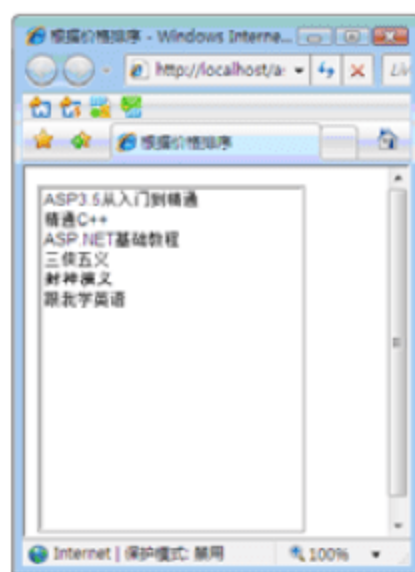 根据价格排序 - Windows Interne...
http://localhost/a
Liv
根据价格排序
ASP3.5从入门到精通
精通C++
ASP.NET基础教程
三侠五义
封神演义
跟我学英语
Internet | 保护模式: 禁用
100%